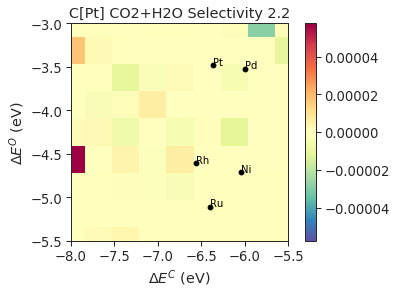 C[Pt] CO2+H2O Selectivity 2.2
−3.0
−3.5
−4.0
−4.5
−5.0
−5.5
ΔE^O (eV)
Pt
Pd
Rh
Ni
Ru
−8.0 −7.5 −7.0 −6.5 −6.0 −5.5
ΔE^C (eV)
0.00004
0.00002
0.00000
−0.00002
−0.00004